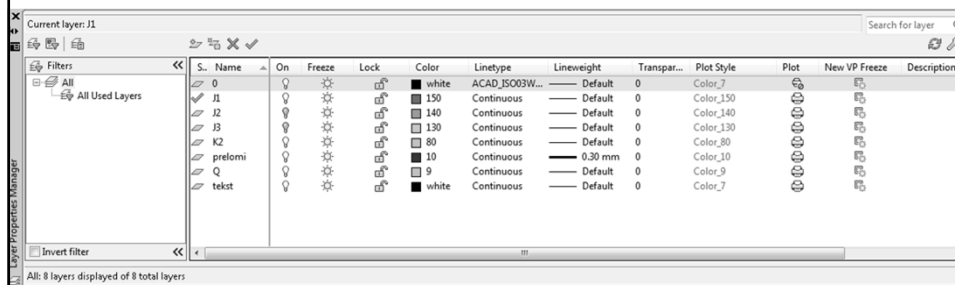 Current layer: J1
Search for layer
Filters
S.. Name On Freeze Lock Color Linetype Lineweight Transpar... Plot Style Plot New VP Freeze Description
All
All Used Layers
0 white ACAD_ISO03W... Default 0 Color_7
J1 150 Continuous Default 0 Color_150
J2 140 Continuous Default 0 Color_140
J3 130 Continuous Default 0 Color_130
K2 80 Continuous Default 0 Color_80
prelomi 10 Continuous 0.30 mm 0 Color_10
Q 9 Continuous Default 0 Color_9
tekst white Continuous Default 0 Color_7
Invert filter
Layer Properties Manager
All: 8 layers displayed of 8 total layers